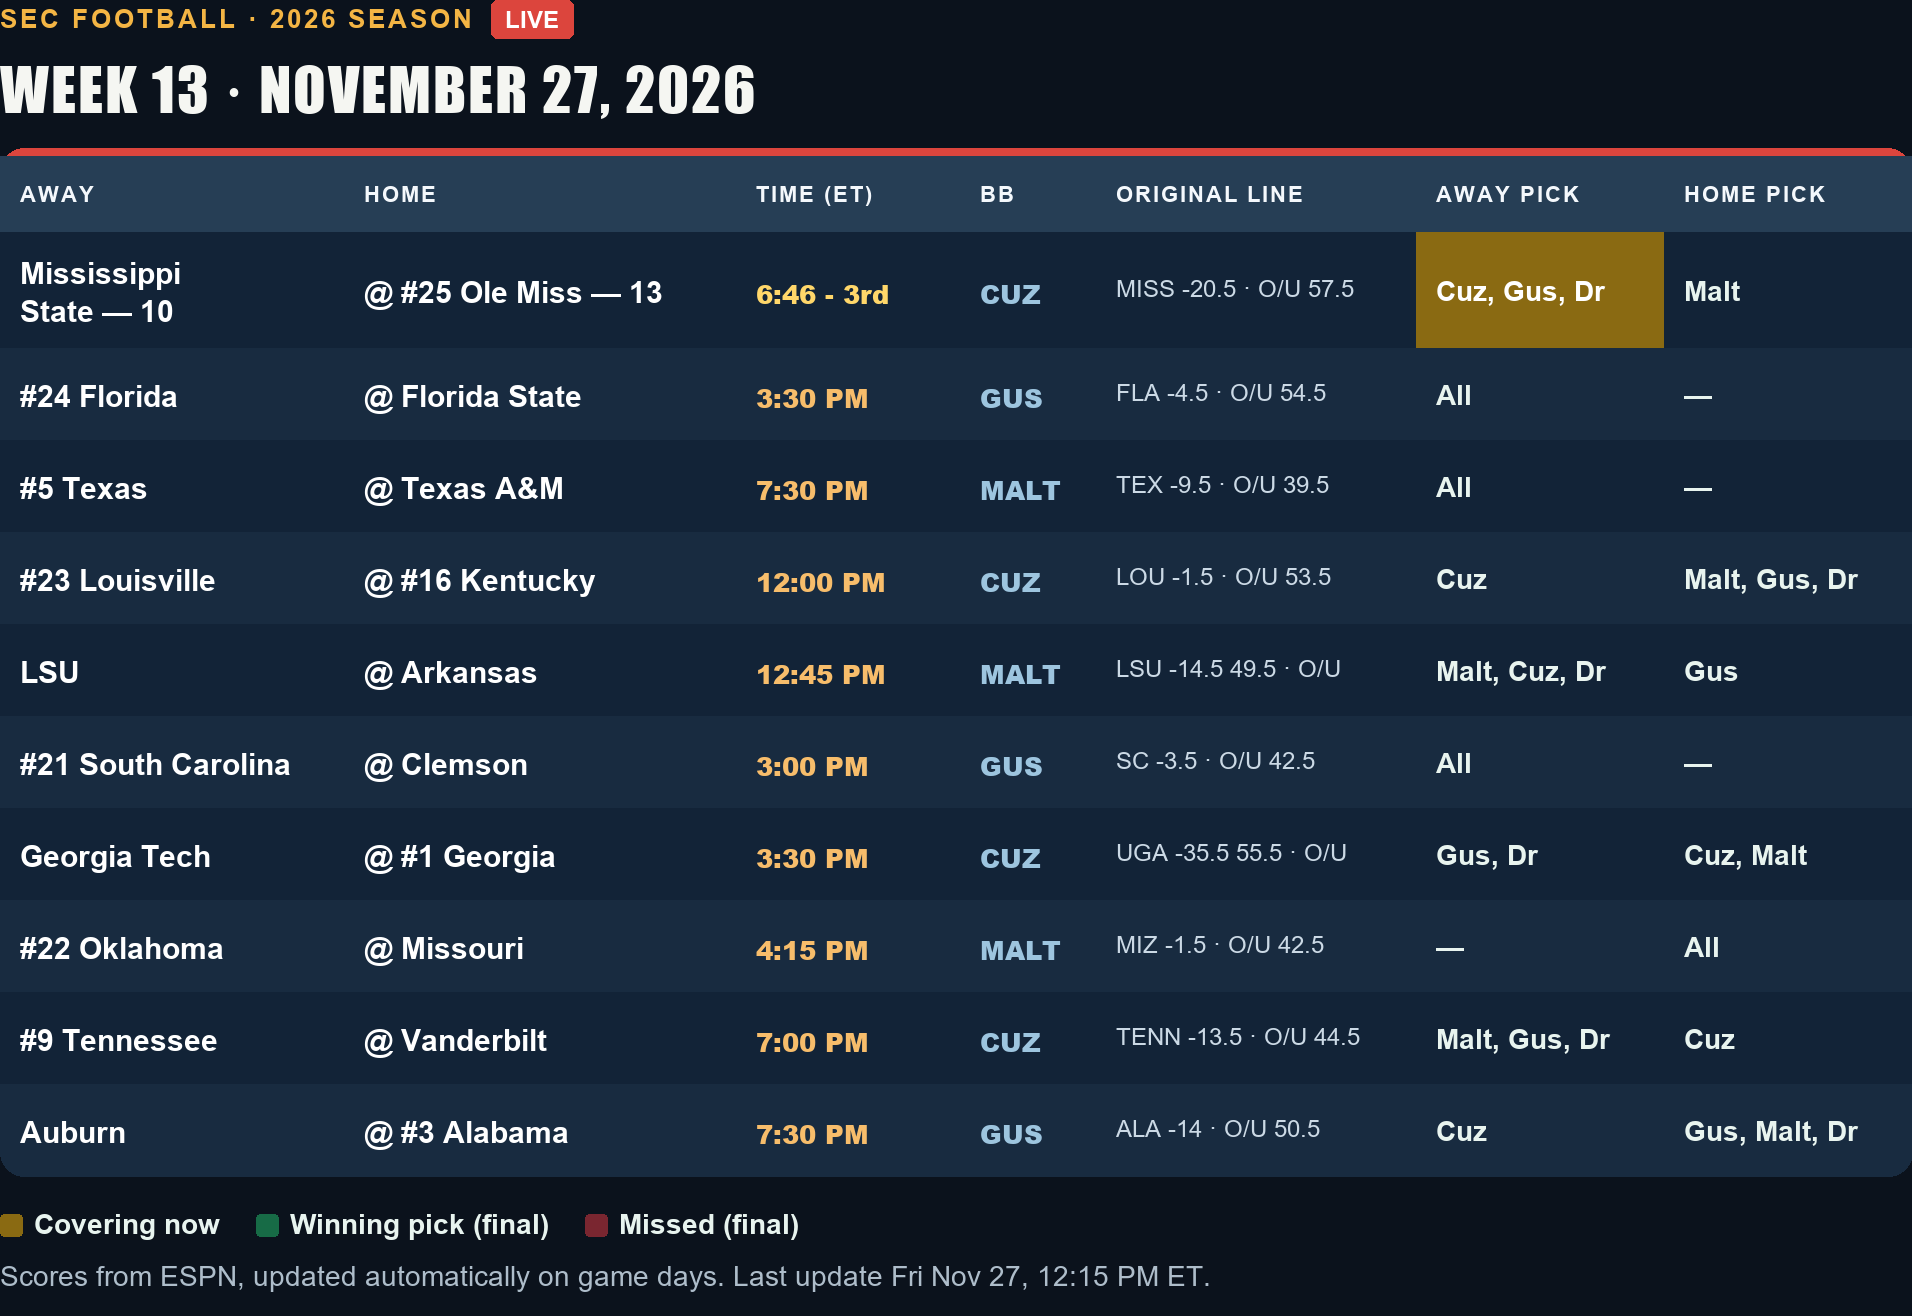 SEC FOOTBALL · 2026 SEASON LIVE
WEEK 13 · NOVEMBER 27, 2026
AWAY HOME TIME (ET) BB ORIGINAL LINE AWAY PICK HOME PICK
Mississippi
State — 10 @ #25 Ole Miss — 13 6:46 - 3rd CUZ MISS -20.5 · O/U 57.5 Cuz, Gus, Dr Malt
#24 Florida @ Florida State 3:30 PM GUS FLA -4.5 · O/U 54.5 All —
#5 Texas @ Texas A&M 7:30 PM MALT TEX -9.5 · O/U 39.5 All —
#23 Louisville @ #16 Kentucky 12:00 PM CUZ LOU -1.5 · O/U 53.5 Cuz Malt, Gus, Dr
LSU @ Arkansas 12:45 PM MALT LSU -14.5 49.5 · O/U Malt, Cuz, Dr Gus
#21 South Carolina @ Clemson 3:00 PM GUS SC -3.5 · O/U 42.5 All —
Georgia Tech @ #1 Georgia 3:30 PM CUZ UGA -35.5 55.5 · O/U Gus, Dr Cuz, Malt
#22 Oklahoma @ Missouri 4:15 PM MALT MIZ -1.5 · O/U 42.5 — All
#9 Tennessee @ Vanderbilt 7:00 PM CUZ TENN -13.5 · O/U 44.5 Malt, Gus, Dr Cuz
Auburn @ #3 Alabama 7:30 PM GUS ALA -14 · O/U 50.5 Cuz Gus, Malt, Dr
Covering now Winning pick (final) Missed (final)
Scores from ESPN, updated automatically on game days. Last update Fri Nov 27, 12:15 PM ET.